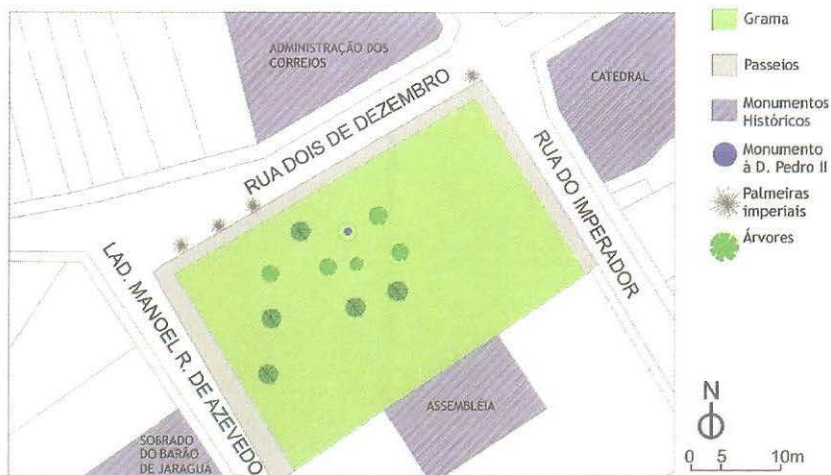 ADMINISTRAÇÃO DOS
CORREIOS
CATEDRAL
RUA DOIS DE DEZEMBRO
RUA DO IMPERADOR
LAD. MANOEL R. DE AZEVEDO
ASSEMBLÉIA
SOBRADO
DO BARÃO
DE JARAGUÁ
Grama
Passeios
Monumentos
Históricos
Monumento
à D. Pedro II
Palmeiras
imperiais
Árvores
N
0 5 10m